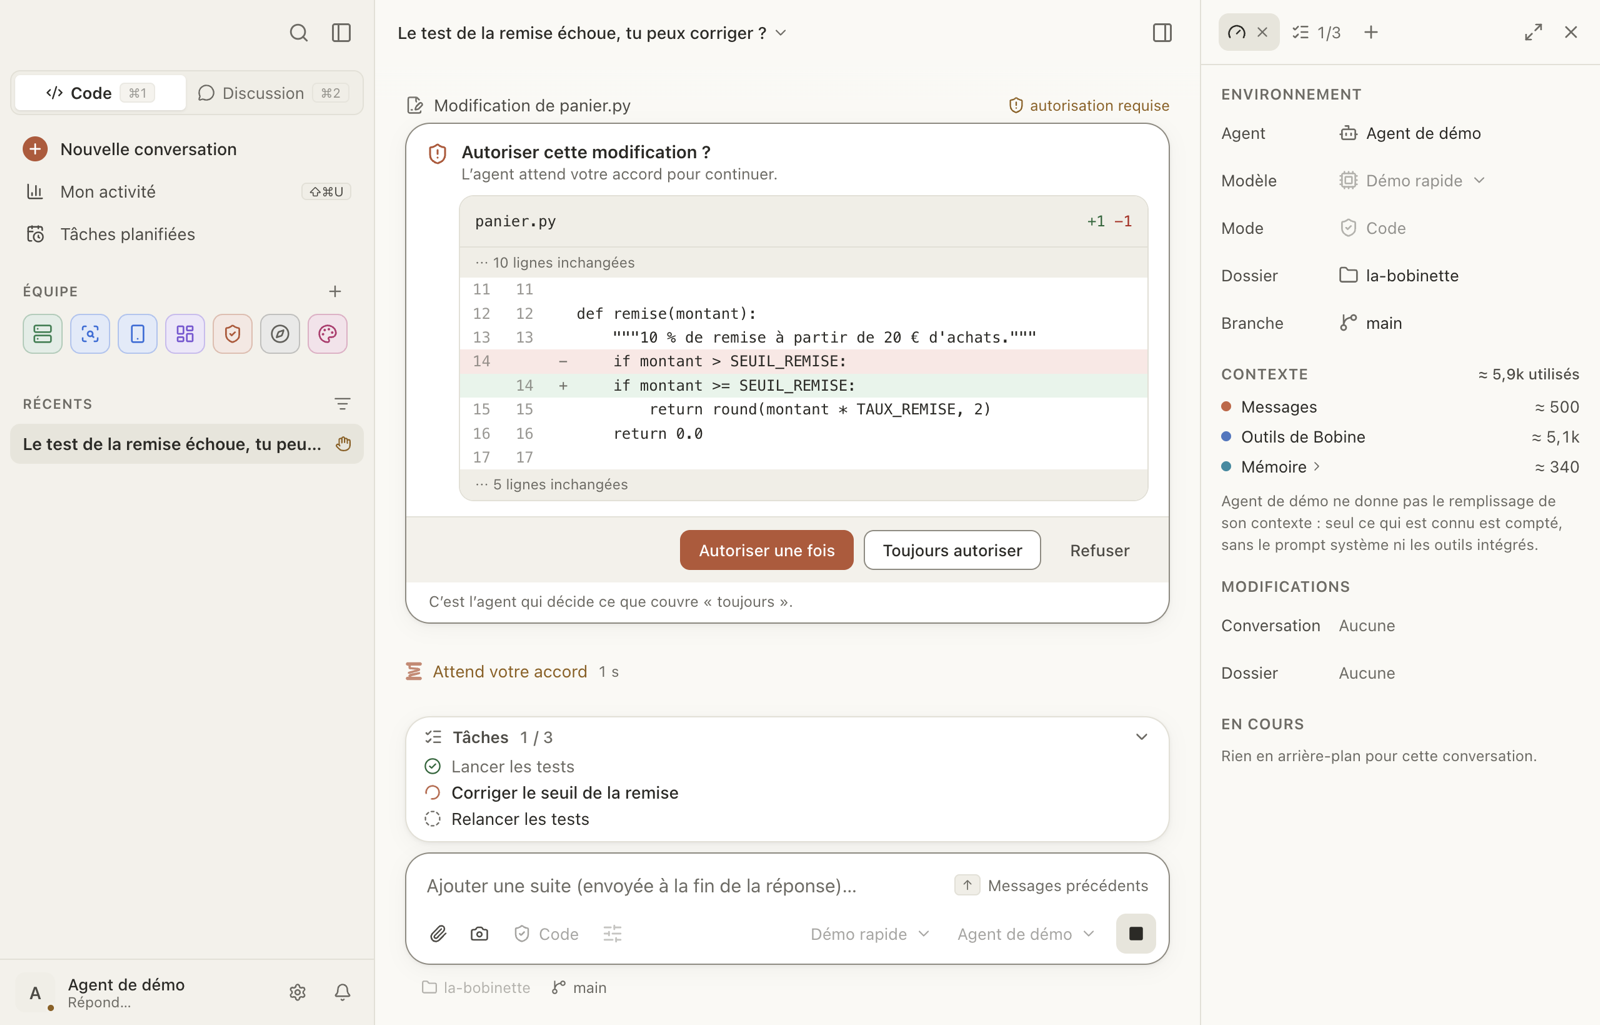 Code ⌘1
Discussion ⌘2
Nouvelle conversation
Mon activité ⇧⌘U
Tâches planifiées
ÉQUIPE
RÉCENTS
Le test de la remise échoue, tu peu...
A
Agent de démo
Répond...
Le test de la remise échoue, tu peux corriger ?
Modification de panier.py
autorisation requise
Autoriser cette modification ?
L’agent attend votre accord pour continuer.
panier.py +1 −1
··· 10 lignes inchangées
11 11
12 12 def remise(montant):
13 13 """10 % de remise à partir de 20 € d'achats."""
14 − if montant > SEUIL_REMISE:
14 + if montant >= SEUIL_REMISE:
15 15 return round(montant * TAUX_REMISE, 2)
16 16 return 0.0
17 17
··· 5 lignes inchangées
Autoriser une fois
Toujours autoriser
Refuser
C’est l’agent qui décide ce que couvre « toujours ».
Attend votre accord 1 s
Tâches 1 / 3
Lancer les tests
Corriger le seuil de la remise
Relancer les tests
Ajouter une suite (envoyée à la fin de la réponse)...
↑ Messages précédents
Code
Démo rapide
Agent de démo
la-bobinette
main
1/3
ENVIRONNEMENT
Agent Agent de démo
Modèle Démo rapide
Mode Code
Dossier la-bobinette
Branche main
CONTEXTE ≈ 5,9k utilisés
Messages ≈ 500
Outils de Bobine ≈ 5,1k
Mémoire ≈ 340
Agent de démo ne donne pas le remplissage de
son contexte : seul ce qui est connu est compté,
sans le prompt système ni les outils intégrés.
MODIFICATIONS
Conversation Aucune
Dossier Aucune
EN COURS
Rien en arrière-plan pour cette conversation.